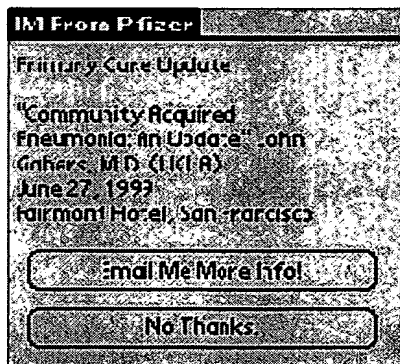 IM From Pfizer
Primary Care Update
"Community Acquired
Pneumonia: An Update" John
M.D. (UCLA)
June 27, 1999
Fairmont Hotel, San Francisco
Email Me More Info!
No Thanks.